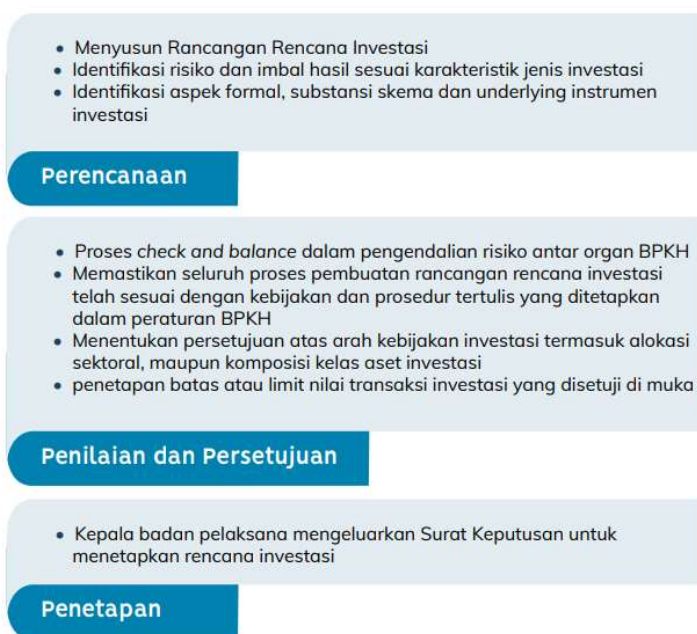 • Menyusun Rancangan Rencana Investasi
• Identifikasi risiko dan imbal hasil sesuai karakteristik jenis investasi
• Identifikasi aspek formal, substansi skema dan underlying instrumen
investasi
Perencanaan
• Proses check and balance dalam pengendalian risiko antar organ BPKH
• Memastikan seluruh proses pembuatan rancangan rencana investasi
telah sesuai dengan kebijakan dan prosedur tertulis yang ditetapkan
dalam peraturan BPKH
• Menentukan persetujuan atas arah kebijakan investasi termasuk alokasi
sektoral, maupun komposisi kelas aset investasi
• penetapan batas atau limit nilai transaksi investasi yang disetuji di muka
Penilaian dan Persetujuan
• Kepala badan pelaksana mengeluarkan Surat Keputusan untuk
menetapkan rencana investasi
Penetapan